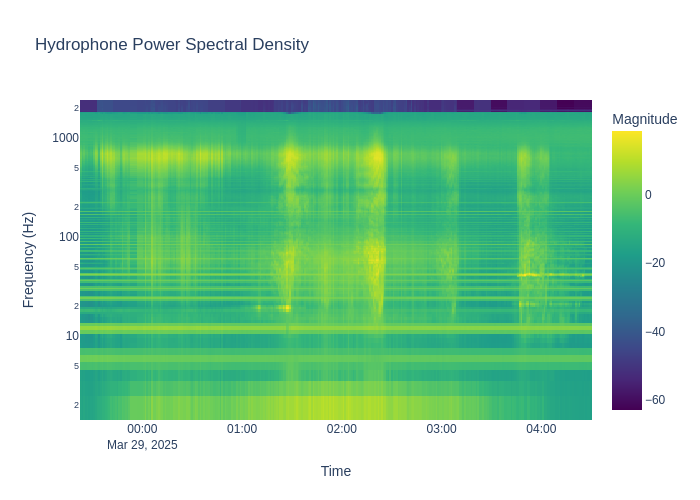 Hydrophone Power Spectral Density
Magnitude
2
1000
5
2
100
5
2
10
5
2
Frequency (Hz)
0
−20
−40
−60
00:00 01:00 02:00 03:00 04:00
Mar 29, 2025
Time